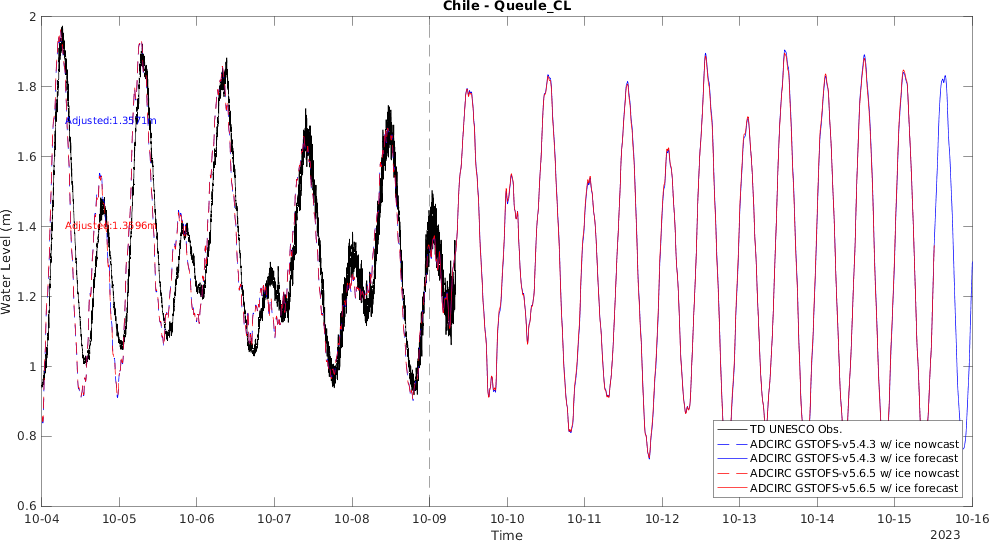 Chile - Queule_CL
2
1.8
1.6
1.4
1.2
1
0.8
0.6
Water Level (m)
Adjusted:1.3571m
Adjusted:1.3596m
TD UNESCO Obs.
ADCIRC GSTOFS-v5.4.3 w/ ice nowcast
ADCIRC GSTOFS-v5.4.3 w/ ice forecast
ADCIRC GSTOFS-v5.6.5 w/ ice nowcast
ADCIRC GSTOFS-v5.6.5 w/ ice forecast
10-04 10-05 10-06 10-07 10-08 10-09 10-10 10-11 10-12 10-13 10-14 10-15 10-16
Time
2023